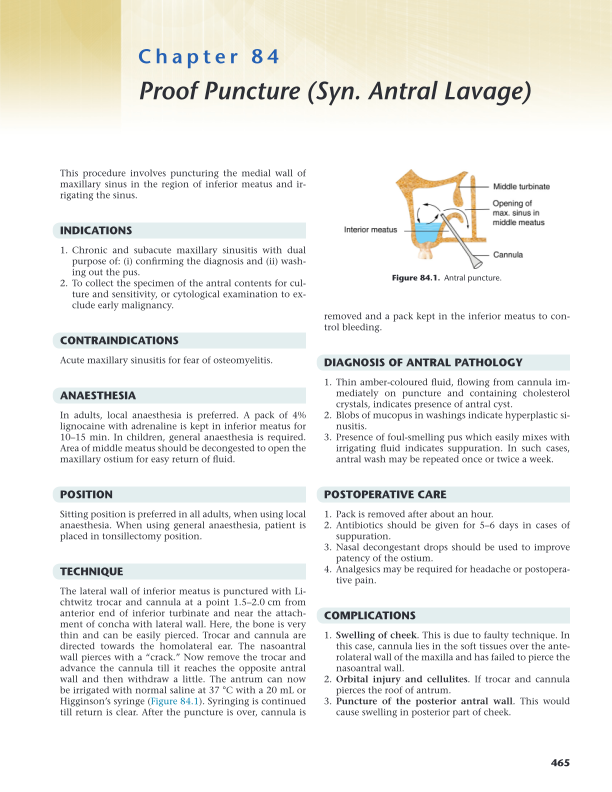 Chapter 84
Proof Puncture (Syn. Antral Lavage)
This procedure involves puncturing the medial wall of
maxillary sinus in the region of inferior meatus and ir-
rigating the sinus.
INDICATIONS
1. Chronic and subacute maxillary sinusitis with dual
purpose of: (i) confirming the diagnosis and (ii) wash-
ing out the pus.
2. To collect the specimen of the antral contents for cul-
ture and sensitivity, or cytological examination to ex-
clude early malignancy.
CONTRAINDICATIONS
Acute maxillary sinusitis for fear of osteomyelitis.
ANAESTHESIA
In adults, local anaesthesia is preferred. A pack of 4%
lignocaine with adrenaline is kept in inferior meatus for
10–15 min. In children, general anaesthesia is required.
Area of middle meatus should be decongested to open the
maxillary ostium for easy return of fluid.
POSITION
Sitting position is preferred in all adults, when using local
anaesthesia. When using general anaesthesia, patient is
placed in tonsillectomy position.
TECHNIQUE
The lateral wall of inferior meatus is punctured with Li-
chtwitz trocar and cannula at a point 1.5–2.0 cm from
anterior end of inferior turbinate and near the attach-
ment of concha with lateral wall. Here, the bone is very
thin and can be easily pierced. Trocar and cannula are
directed towards the homolateral ear. The nasoantral
wall pierces with a “crack.” Now remove the trocar and
advance the cannula till it reaches the opposite antral
wall and then withdraw a little. The antrum can now
be irrigated with normal saline at 37 °C with a 20 mL or
Higginson’s syringe (Figure 84.1). Syringing is continued
till return is clear. After the puncture is over, cannula is
Middle turbinate
Opening of
max. sinus in
middle meatus
Interior meatus
Cannula
Figure 84.1. Antral puncture.
removed and a pack kept in the inferior meatus to con-
trol bleeding.
DIAGNOSIS OF ANTRAL PATHOLOGY
1. Thin amber-coloured fluid, flowing from cannula im-
mediately on puncture and containing cholesterol
crystals, indicates presence of antral cyst.
2. Blobs of mucopus in washings indicate hyperplastic si-
nusitis.
3. Presence of foul-smelling pus which easily mixes with
irrigating fluid indicates suppuration. In such cases,
antral wash may be repeated once or twice a week.
POSTOPERATIVE CARE
1. Pack is removed after about an hour.
2. Antibiotics should be given for 5–6 days in cases of
suppuration.
3. Nasal decongestant drops should be used to improve
patency of the ostium.
4. Analgesics may be required for headache or postopera-
tive pain.
COMPLICATIONS
1. Swelling of cheek. This is due to faulty technique. In
this case, cannula lies in the soft tissues over the ante-
rolateral wall of the maxilla and has failed to pierce the
nasoantral wall.
2. Orbital injury and cellulites. If trocar and cannula
pierces the roof of antrum.
3. Puncture of the posterior antral wall. This would
cause swelling in posterior part of cheek.
465